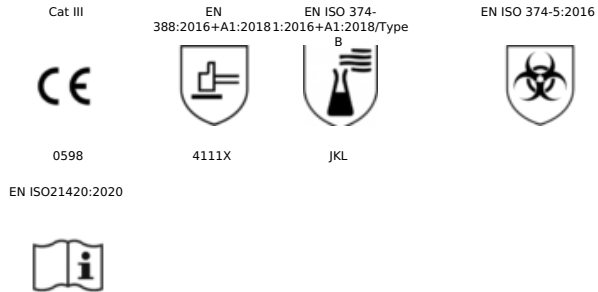 Cat III
EN
388:2016+A1:2018
EN ISO 374-
1:2016+A1:2018/Type
B
EN ISO 374-5:2016
CE
0598
4111X
JKL
EN ISO21420:2020
i